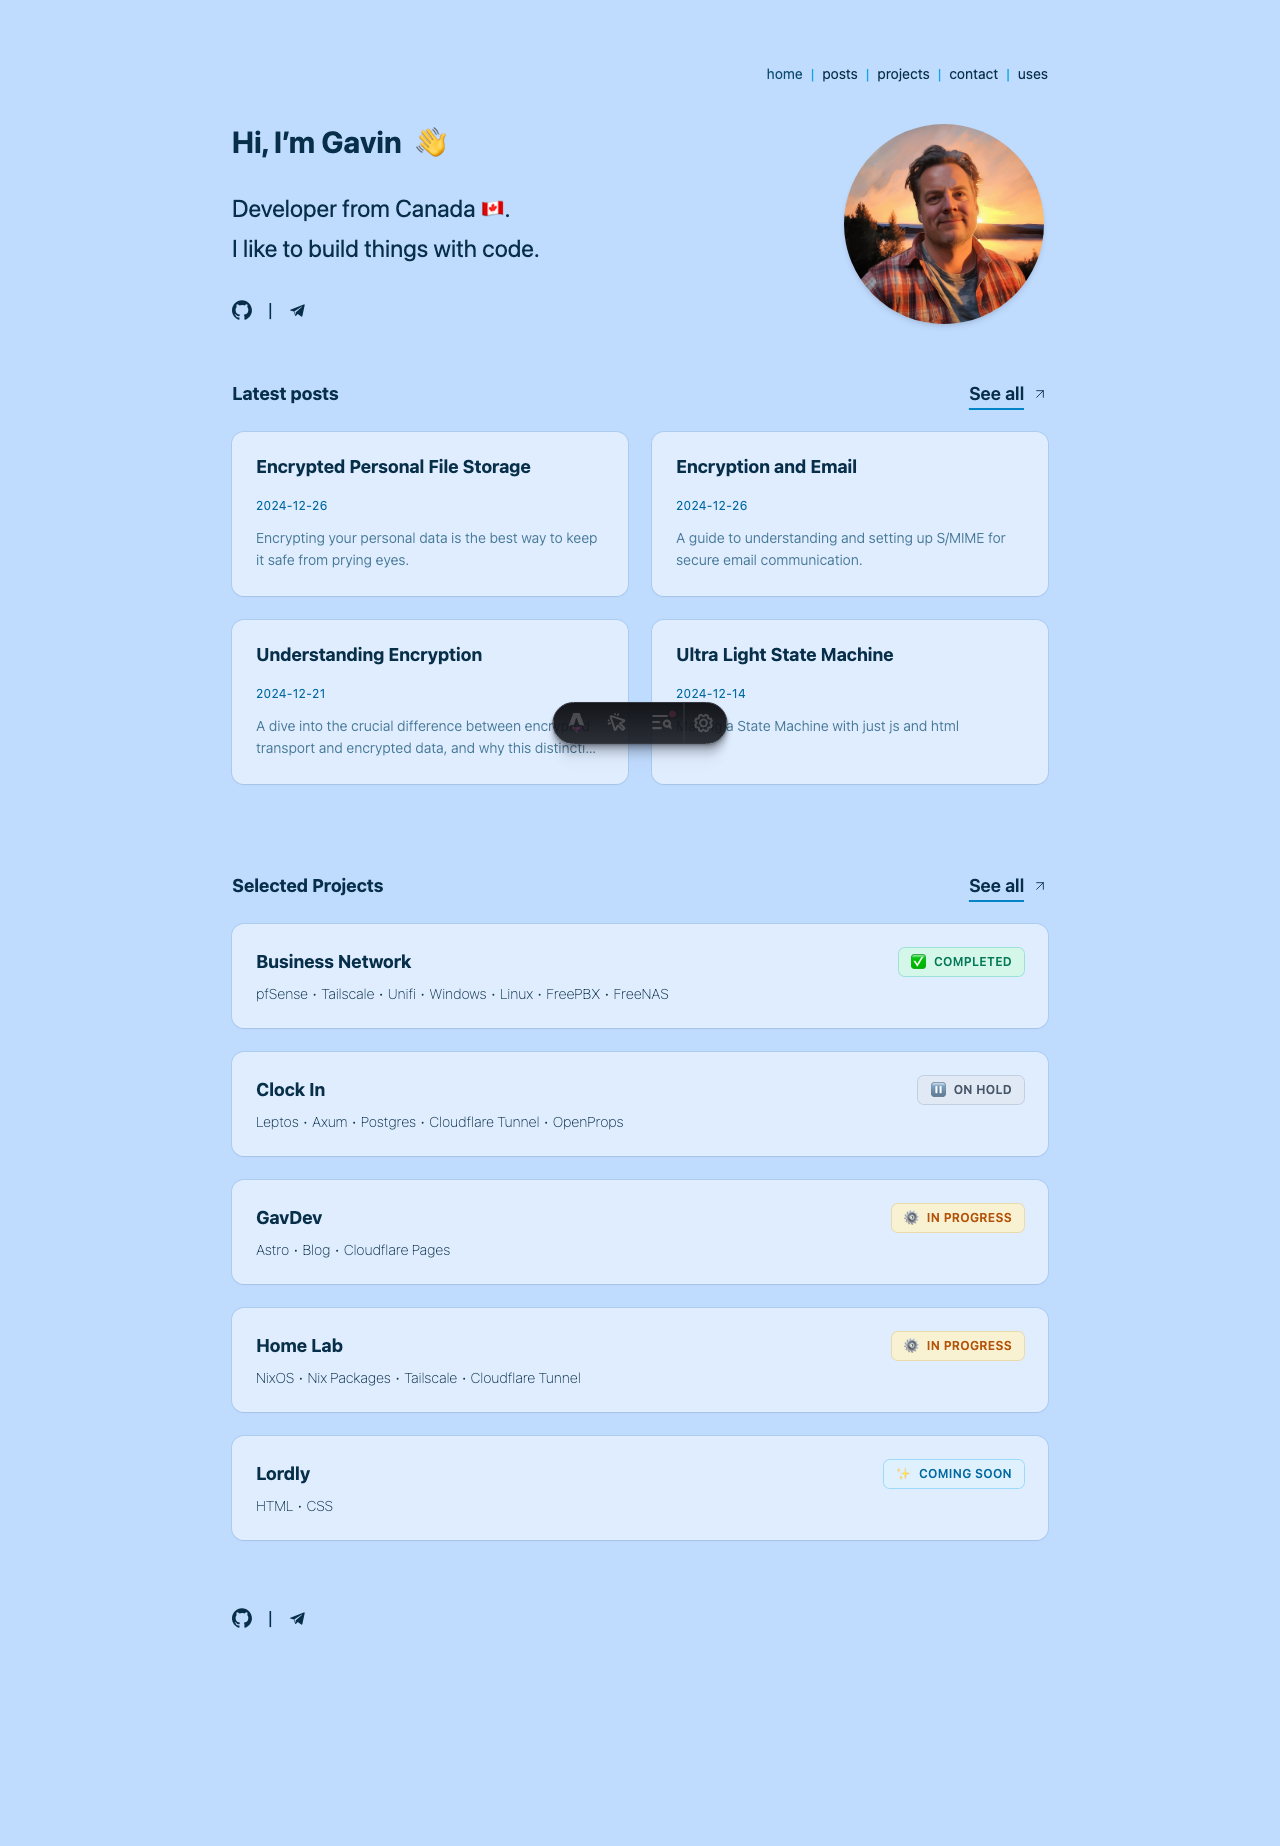 home | posts | projects | contact | uses
Hi, I’m Gavin 👋
Developer from Canada 🇨🇦.
I like to build things with code.
|
Latest posts
See all
Encrypted Personal File Storage
2024-12-26
Encrypting your personal data is the best way to keep
it safe from prying eyes.
Encryption and Email
2024-12-26
A guide to understanding and setting up S/MIME for
secure email communication.
Understanding Encryption
2024-12-21
A dive into the crucial difference between
transport and encrypted data, and why this distincti...
Ultra Light State Machine
2024-12-14
a State Machine with just js and html
Selected Projects
See all
Business Network
✅ COMPLETED
pfSense • Tailscale • Unifi • Windows • Linux • FreePBX • FreeNAS
Clock In
⏸️ ON HOLD
Leptos • Axum • Postgres • Cloudflare Tunnel • OpenProps
GavDev
⚙️ IN PROGRESS
Astro • Blog • Cloudflare Pages
Home Lab
⚙️ IN PROGRESS
NixOS • Nix Packages • Tailscale • Cloudflare Tunnel
Lordly
✨ COMING SOON
HTML • CSS
|